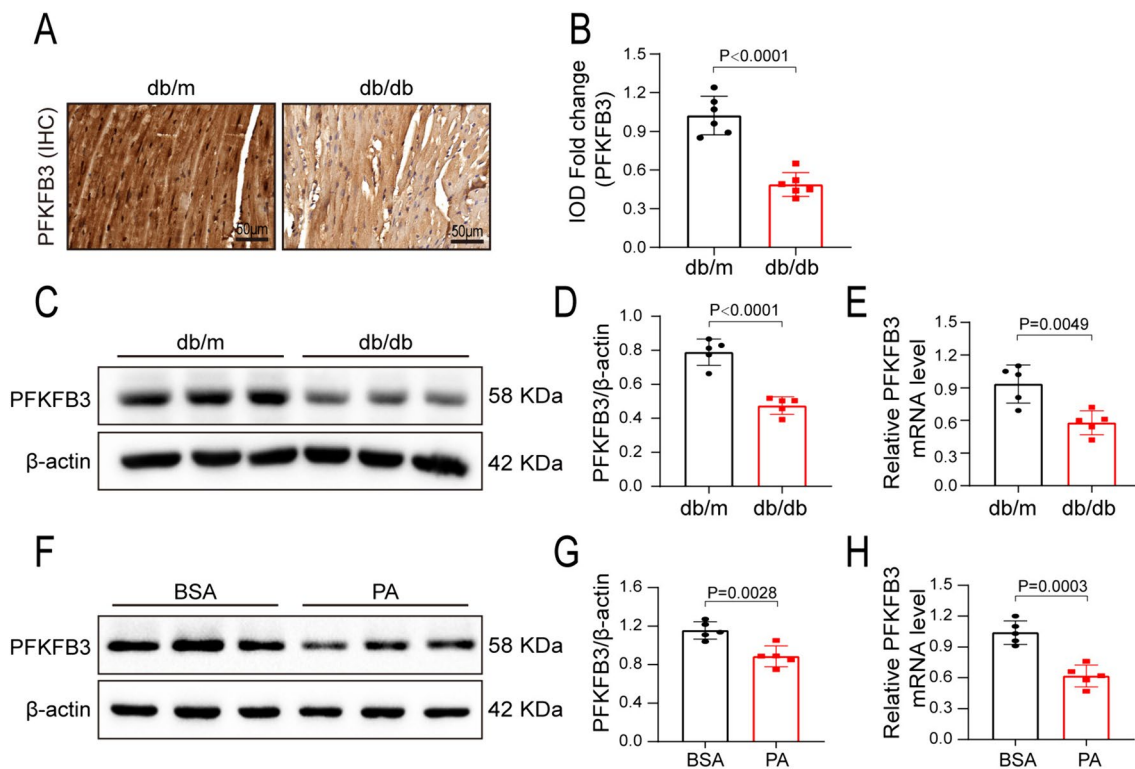 A
db/m
db/db
PFKFB3 (IHC)
50μm
50μm
B
P<0.0001
IOD Fold change
(PFKFB3)
1.5
1.2
0.9
0.6
0.3
0.0
db/m
db/db
C
db/m
db/db
PFKFB3
58 KDa
β-actin
42 KDa
D
P<0.0001
PFKFB3/β-actin
1.0
0.8
0.6
0.4
0.2
0.0
db/m
db/db
E
P=0.0049
Relative PFKFB3
mRNA level
1.5
1.2
0.9
0.6
0.3
0.0
db/m
db/db
F
BSA
PA
PFKFB3
58 KDa
β-actin
42 KDa
G
P=0.0028
PFKFB3/β-actin
1.6
1.2
0.8
0.4
0.0
BSA
PA
H
P=0.0003
Relative PFKFB3
mRNA level
1.5
1.2
0.9
0.6
0.3
0.0
BSA
PA